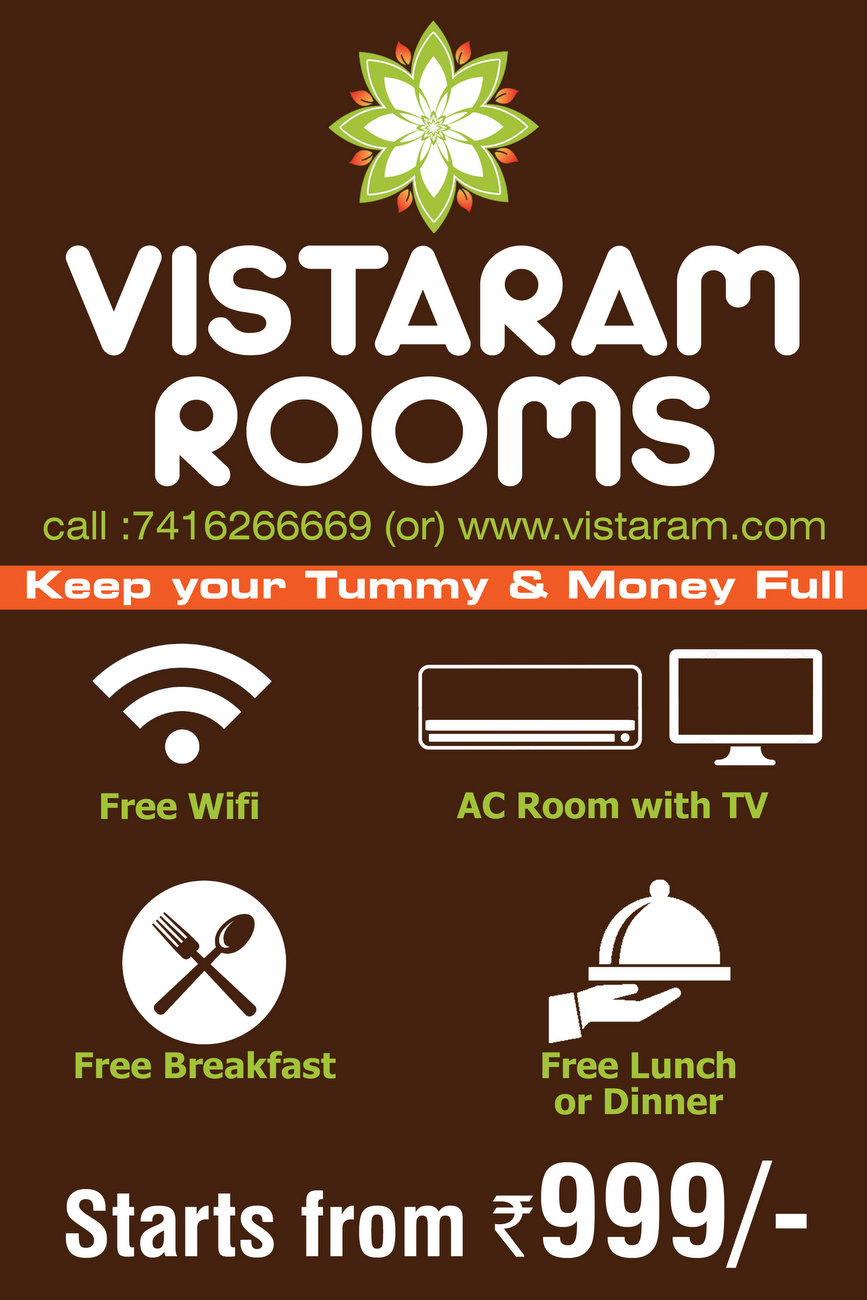 VISTARAM
ROOMS
call :7416266669 (or) www.vistaram.com
Keep your Tummy & Money Full
Free Wifi
AC Room with TV
Free Breakfast
Free Lunch
or Dinner
Starts from ₹999/-